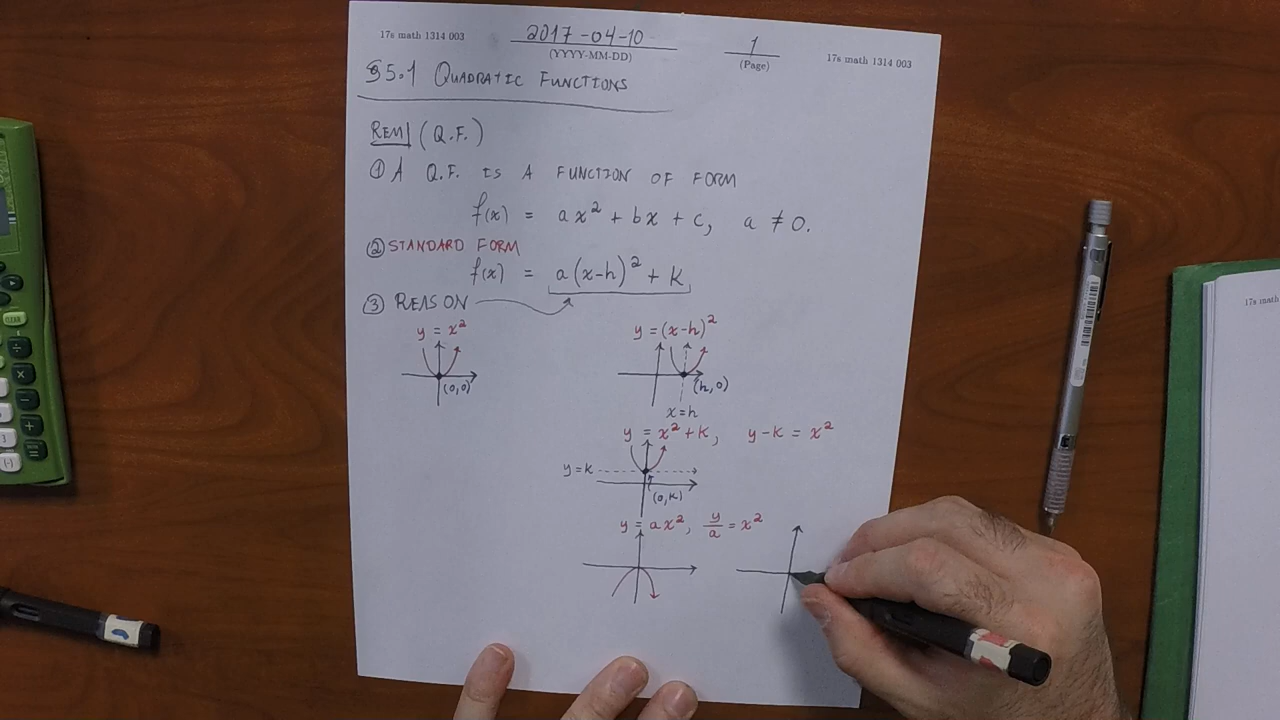 17s math 1314 003 2017-04-10 1 17s math 1314 003
(YYYY-MM-DD) (Page)
§5.1 QUADRATIC FUNCTIONS
REM (Q.F.)
① A Q.F. IS A FUNCTION OF FORM
f(x) = ax² + bx + c, a ≠ 0.
② STANDARD FORM
f(x) = a(x-h)² + k
③ REASON
y = x² y = (x-h)²
(0,0) (h,0)
x=h
y = x² + k, y-k = x²
y=k
(0,k)
y = ax², y/a = x²
CLEAR
17s math